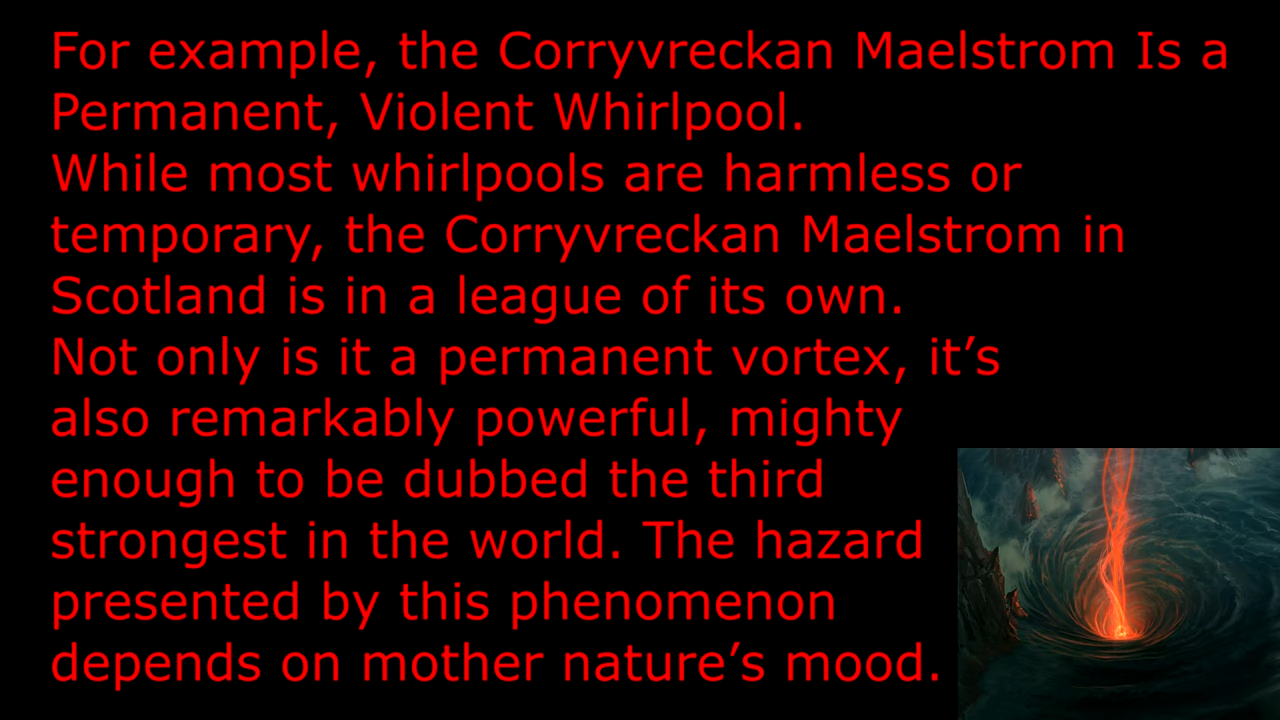 For example, the Corryvreckan Maelstrom Is a
Permanent, Violent Whirlpool.
While most whirlpools are harmless or
temporary, the Corryvreckan Maelstrom in
Scotland is in a league of its own.
Not only is it a permanent vortex, it’s
also remarkably powerful, mighty
enough to be dubbed the third
strongest in the world. The hazard
presented by this phenomenon
depends on mother nature’s mood.